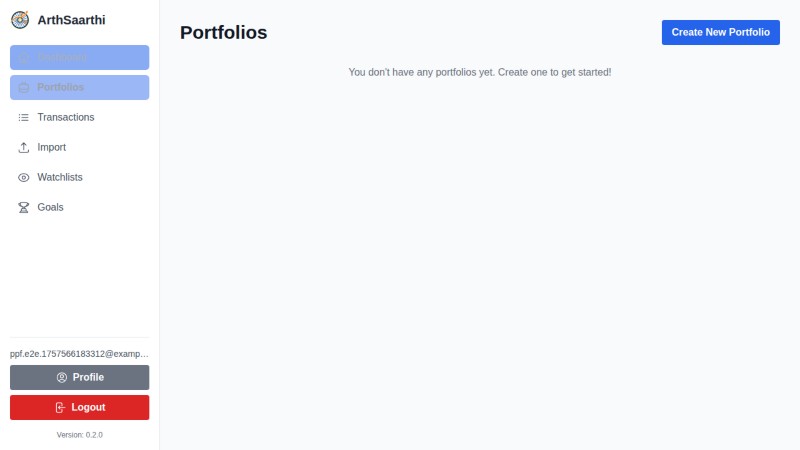 ArthSaarthi
Portfolios
Create New Portfolio
Dashboard
You don't have any portfolios yet. Create one to get started!
Portfolios
Transactions
Import
Watchlists
Goals
ppf.e2e.1757566183312@examp...
Profile
Logout
Version: 0.2.0